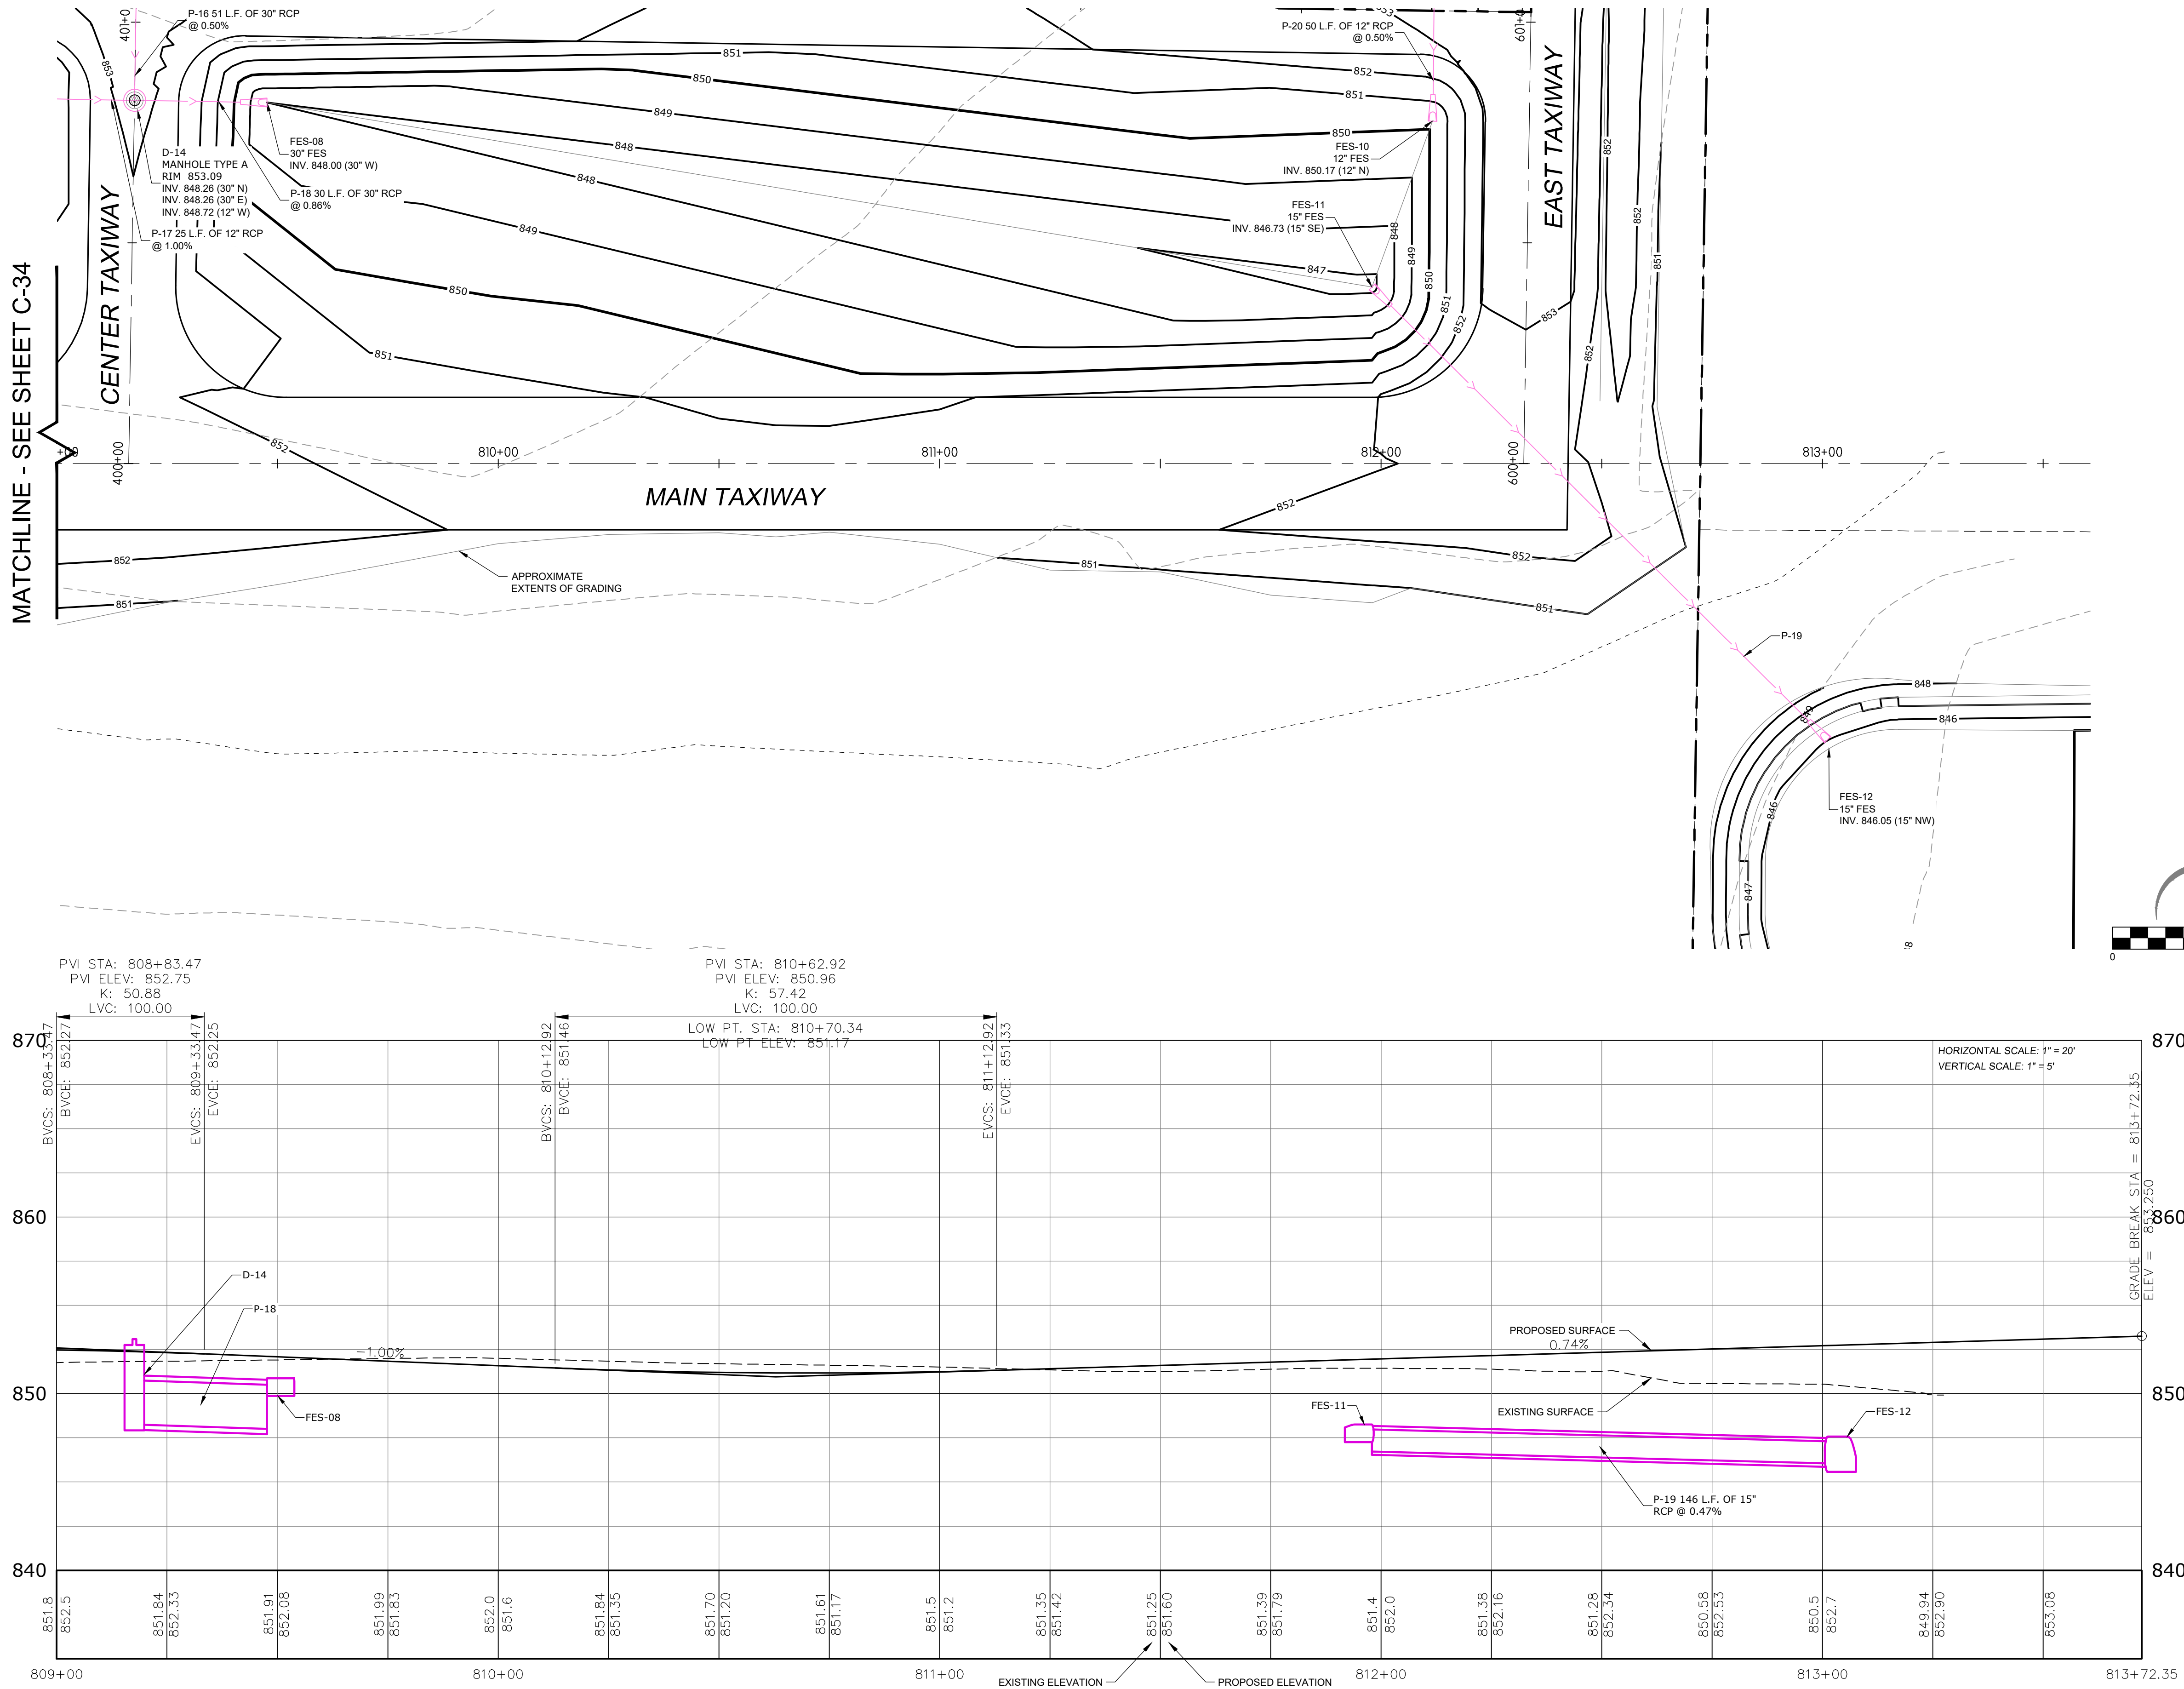 P-16 51 L.F. OF 30" RCP
@ 0.50%
401+0
853
851
850
849
848
848
849
850
851
852
D-14
MANHOLE TYPE A
RIM 853.09
INV. 848.26 (30" N)
INV. 848.26 (30" E)
INV. 848.72 (12" W)
FES-08
30" FES
INV. 848.00 (30" W)
P-18 30 L.F. OF 30" RCP
@ 0.86%
P-17 25 L.F. OF 12" RCP
@ 1.00%
CENTER TAXIWAY
MATCHLINE - SEE SHEET C-34
P-20 50 L.F. OF 12" RCP
@ 0.50%
853
601+0
852
851
850
FES-10
12" FES
INV. 850.17 (12" N)
FES-11
15" FES
INV. 846.73 (15" SE)
847
848
849
850
851
852
853
EAST TAXIWAY
852
852
851
852
+00
400+00
810+00
811+00
812+00
600+00
813+00
MAIN TAXIWAY
852
852
852
851
851
851
APPROXIMATE
EXTENTS OF GRADING
P-19
848
849
846
846
847
FES-12
15" FES
INV. 846.05 (15" NW)
0
PVI STA: 808+83.47
PVI ELEV: 852.75
K: 50.88
LVC: 100.00
BVCS: 808+33.47
BVCE: 852.27
EVCS: 809+33.47
EVCE: 852.25
PVI STA: 810+62.92
PVI ELEV: 850.96
K: 57.42
LVC: 100.00
LOW PT. STA: 810+70.34
LOW PT ELEV: 851.17
BVCS: 810+12.92
BVCE: 851.46
EVCS: 811+12.92
EVCE: 851.33
HORIZONTAL SCALE: 1" = 20'
VERTICAL SCALE: 1" = 5'
GRADE BREAK STA = 813+72.35
ELEV = 853.250
870
870
860
860
850
850
840
840
D-14
P-18
FES-08
-1.00%
PROPOSED SURFACE
0.74%
EXISTING SURFACE
FES-11
FES-12
P-19 146 L.F. OF 15"
RCP @ 0.47%
851.8
852.5
851.84
852.33
851.91
852.08
851.99
851.83
852.0
851.6
851.84
851.35
851.70
851.20
851.61
851.17
851.5
851.2
851.35
851.42
851.25
851.60
851.39
851.79
851.4
852.0
851.38
852.16
851.28
852.34
850.58
852.53
850.5
852.7
849.94
852.90
853.08
809+00
810+00
811+00
EXISTING ELEVATION
PROPOSED ELEVATION
812+00
813+00
813+72.35